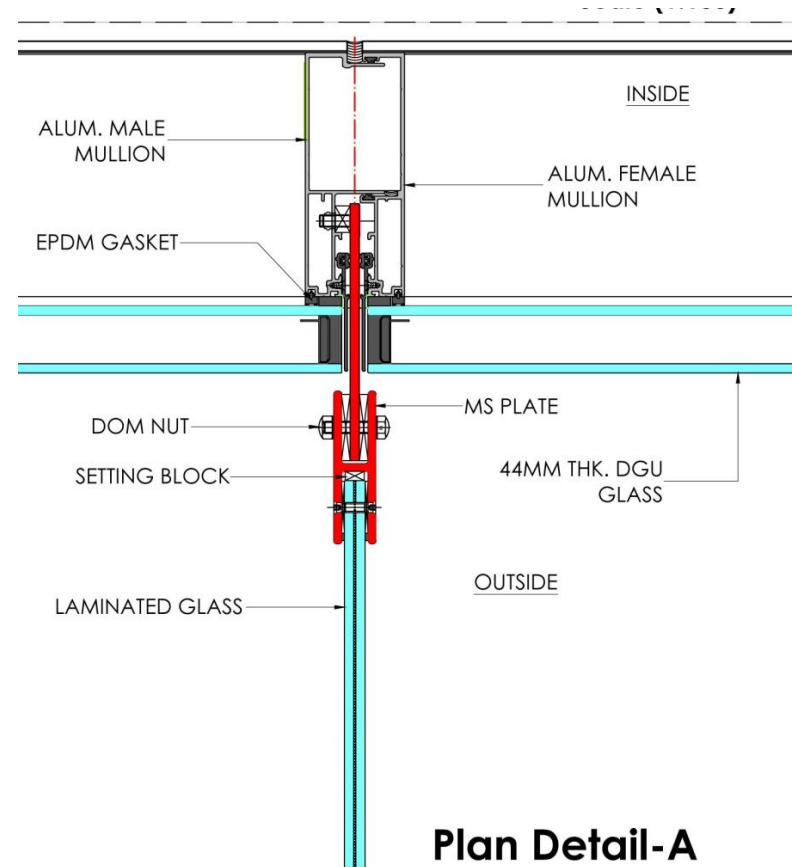 INSIDE
ALUM. MALE
MULLION
ALUM. FEMALE
MULLION
EPDM GASKET
MS PLATE
DOM NUT
SETTING BLOCK
44MM THK. DGU
GLASS
OUTSIDE
LAMINATED GLASS
Plan Detail-A